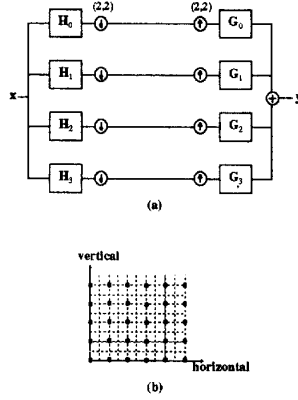 (2,2) (2,2)
H0 G0
H1 G1
x y
H2 G2
H3 G3
(a)
vertical
horizontal
(b)